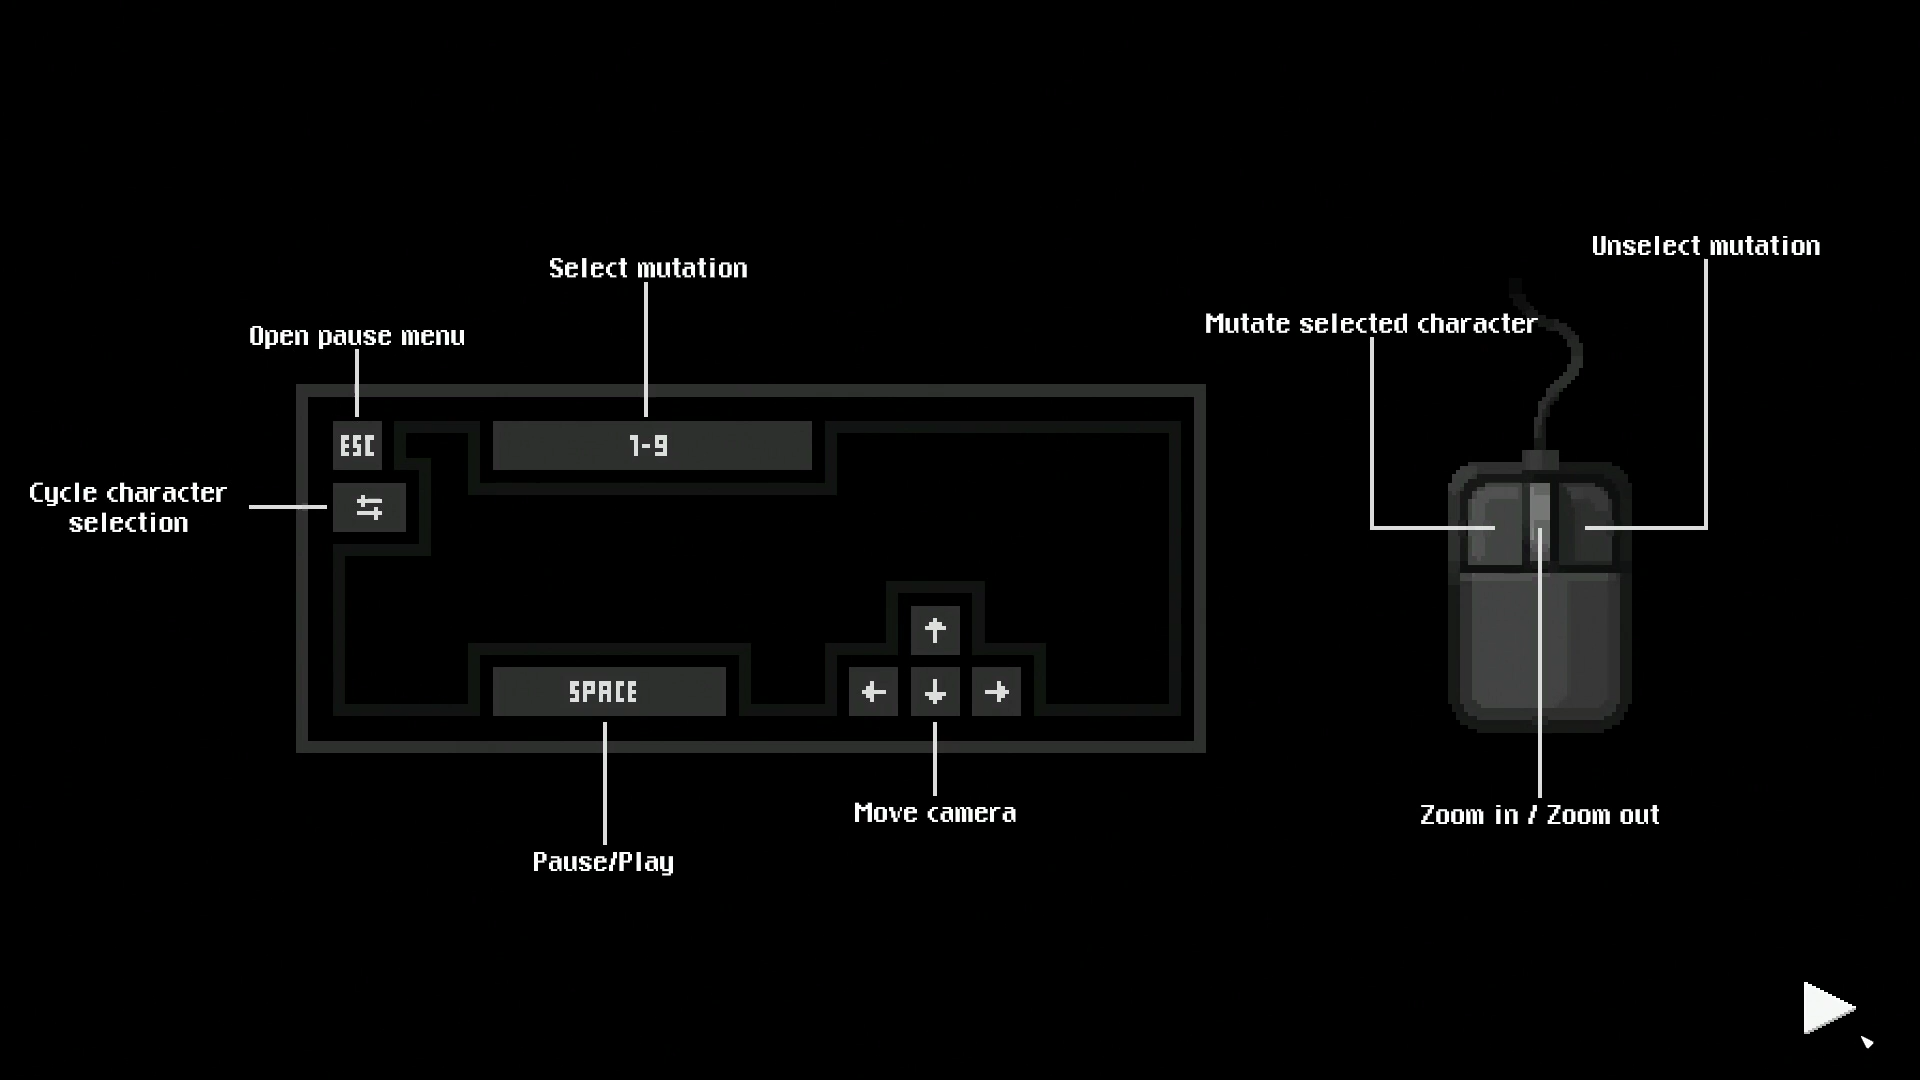 Unselect mutation
Select mutation
Mutate selected character
Open pause menu
ESC
1-9
Cycle character
selection
SPACE
Move camera
Zoom in / Zoom out
Pause/Play